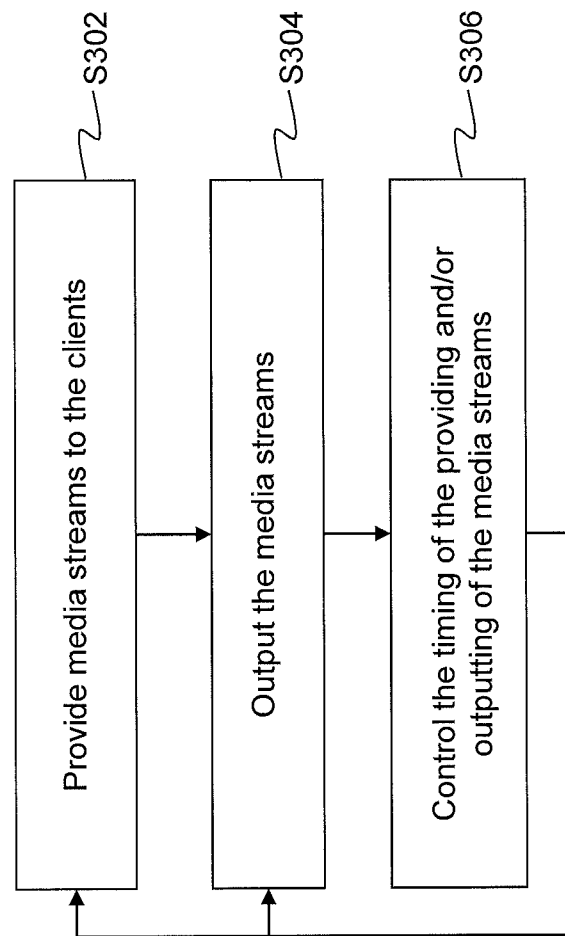 Provide media streams to the clients
S302
Output the media streams
S304
Control the timing of the providing and/or
outputting of the media streams
S306